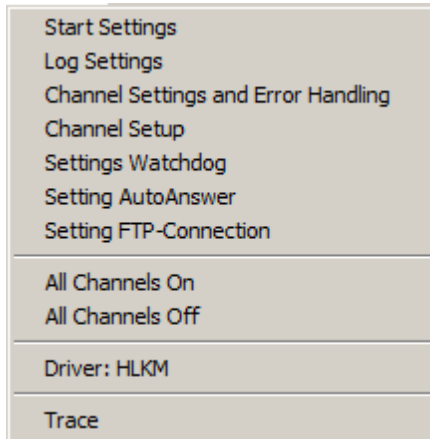 Start Settings
Log Settings
Channel Settings and Error Handling
Channel Setup
Settings Watchdog
Setting AutoAnswer
Setting FTP-Connection
All Channels On
All Channels Off
Driver: HLKM
Trace